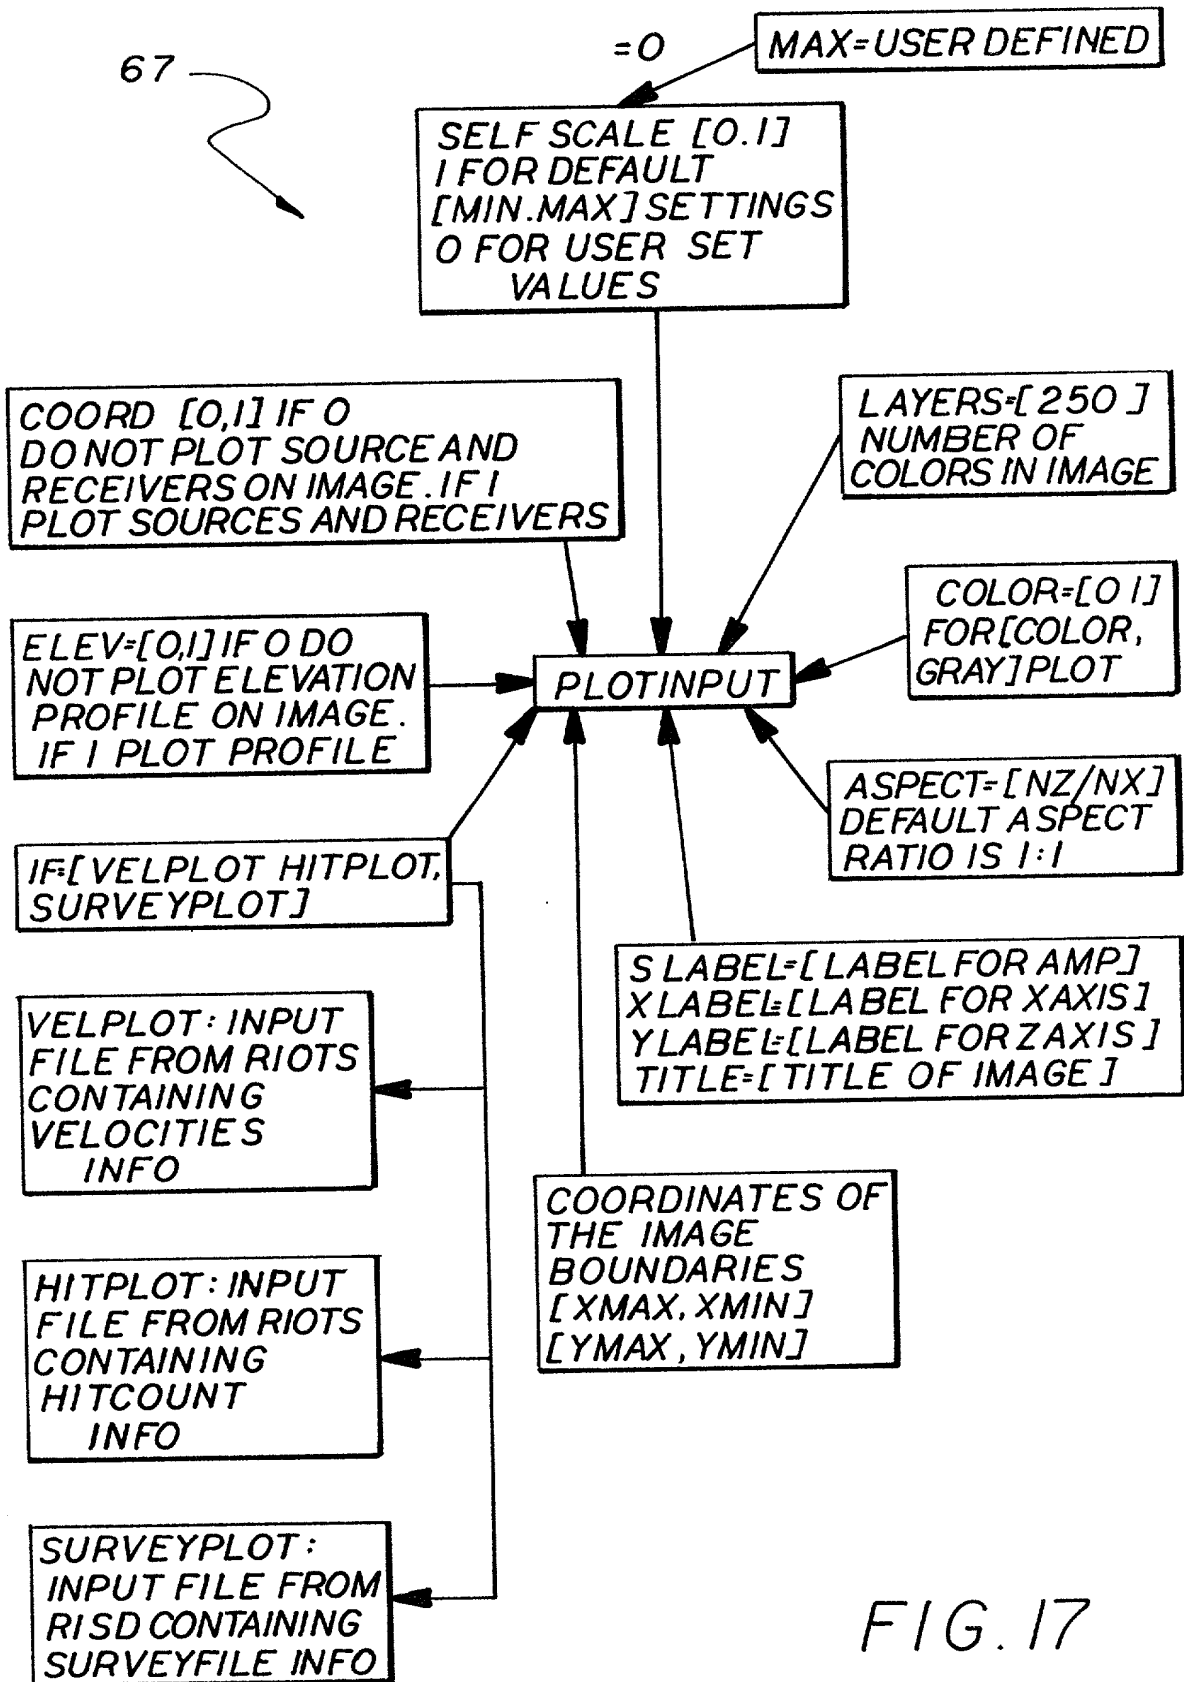 67
=0
MAX=USER DEFINED
SELF SCALE [0.1]
1 FOR DEFAULT
[MIN.MAX] SETTINGS
0 FOR USER SET
VALUES
COORD [0,1] IF 0
DO NOT PLOT SOURCE AND
RECEIVERS ON IMAGE. IF 1
PLOT SOURCES AND RECEIVERS
LAYERS=[250]
NUMBER OF
COLORS IN IMAGE
ELEV=[0,1] IF 0 DO
NOT PLOT ELEVATION
PROFILE ON IMAGE.
IF 1 PLOT PROFILE
PLOTINPUT
COLOR=[0 1]
FOR [COLOR,
GRAY] PLOT
ASPECT=[NZ/NX]
DEFAULT ASPECT
RATIO IS 1:1
IF=[VELPLOT HITPLOT,
SURVEYPLOT]
S LABEL=[LABEL FOR AMP]
X LABEL=[LABEL FOR XAXIS]
Y LABEL=[LABEL FOR ZAXIS]
TITLE=[TITLE OF IMAGE]
VELPLOT: INPUT
FILE FROM RIOTS
CONTAINING
VELOCITIES
INFO
COORDINATES OF
THE IMAGE
BOUNDARIES
[XMAX, XMIN]
[YMAX, YMIN]
HITPLOT: INPUT
FILE FROM RIOTS
CONTAINING
HITCOUNT
INFO
SURVEYPLOT:
INPUT FILE FROM
RISD CONTAINING
SURVEYFILE INFO
FIG. 17